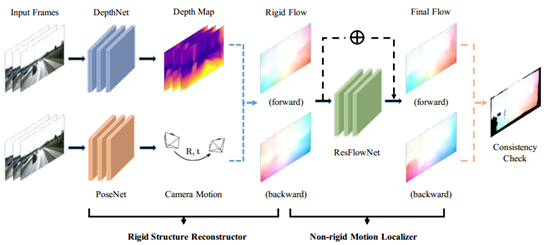 Input Frames
DepthNet
Depth Map
Rigid Flow
Final Flow
(forward)
(forward)
R, t
ResFlowNet
Consistency
Check
PoseNet
Camera Motion
(backward)
(backward)
Rigid Structure Reconstructor
Non-rigid Motion Localizer